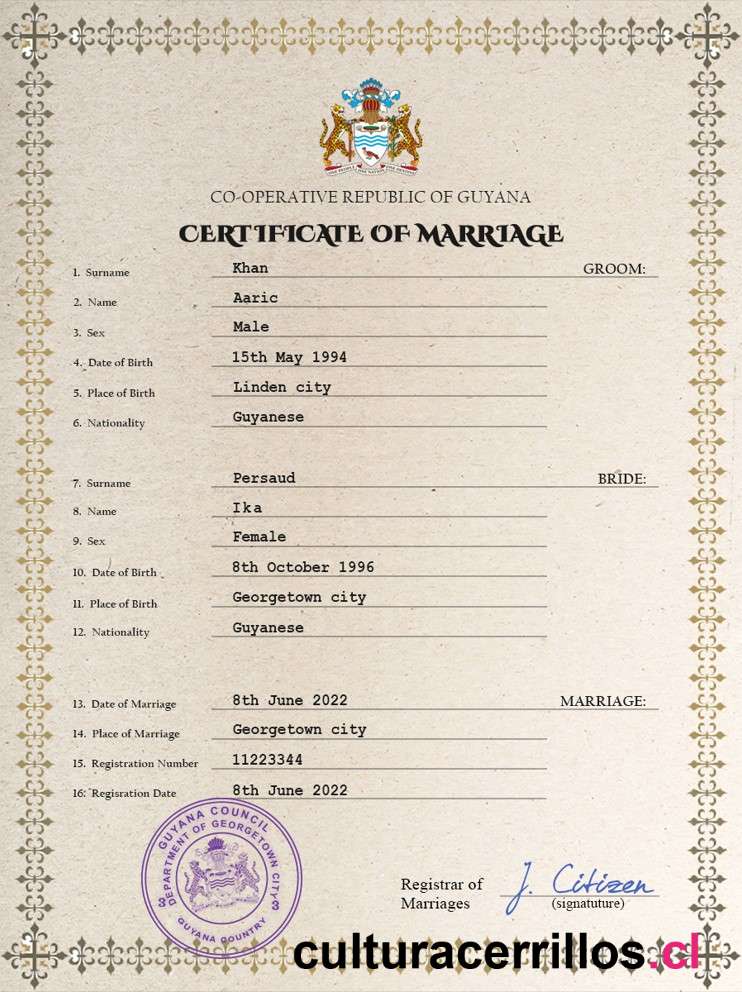 ONE PEOPLE ONE NATION ONE DESTINY
CO-OPERATIVE REPUBLIC OF GUYANA
CERTIFICATE OF MARRIAGE
1. Surname Khan GROOM:
2. Name Aaric
3. Sex Male
4. Date of Birth 15th May 1994
5. Place of Birth Linden city
6. Nationality Guyanese
7. Surname Persaud BRIDE:
8. Name Ika
9. Sex Female
10. Date of Birth 8th October 1996
11. Place of Birth Georgetown city
12. Nationality Guyanese
13. Date of Marriage 8th June 2022 MARRIAGE:
14. Place of Marriage Georgetown city
15. Registration Number 11223344
16. Regisration Date 8th June 2022
GUYANA COUNCIL
DEPARTMENT OF GEORGETOWN CITY
3 3
GUYANA COUNTRY
Registrar of J. Citizen
Marriages (signatuture)
culturacerrillos.cl